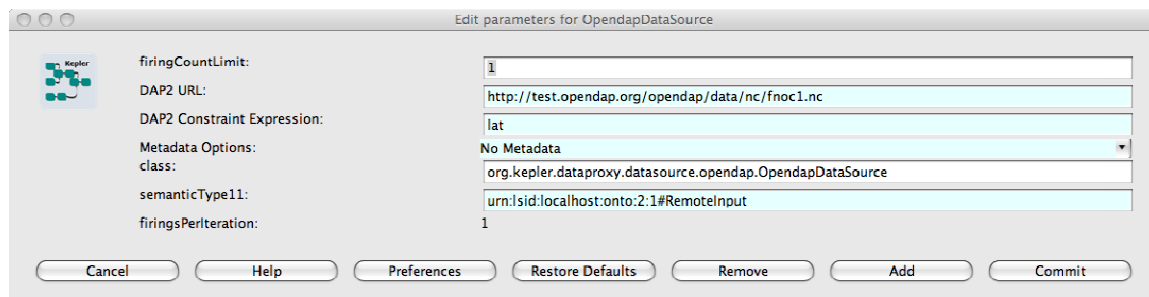 Edit parameters for OpendapDataSource
Kepler
firingCountLimit: 1
DAP2 URL: http://test.opendap.org/opendap/data/nc/fnoc1.nc
DAP2 Constraint Expression: lat
Metadata Options: No Metadata
class: org.kepler.dataproxy.datasource.opendap.OpendapDataSource
semanticType11: urn:lsid:localhost:onto:2:1#RemoteInput
firingsPerIteration: 1
Cancel Help Preferences Restore Defaults Remove Add Commit